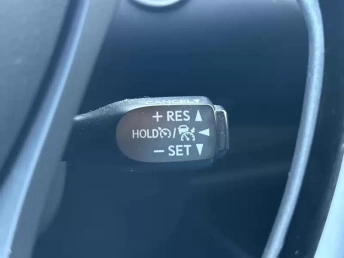 CANCEL
+ RES ▲
HOLD / ◀
− SET ▼